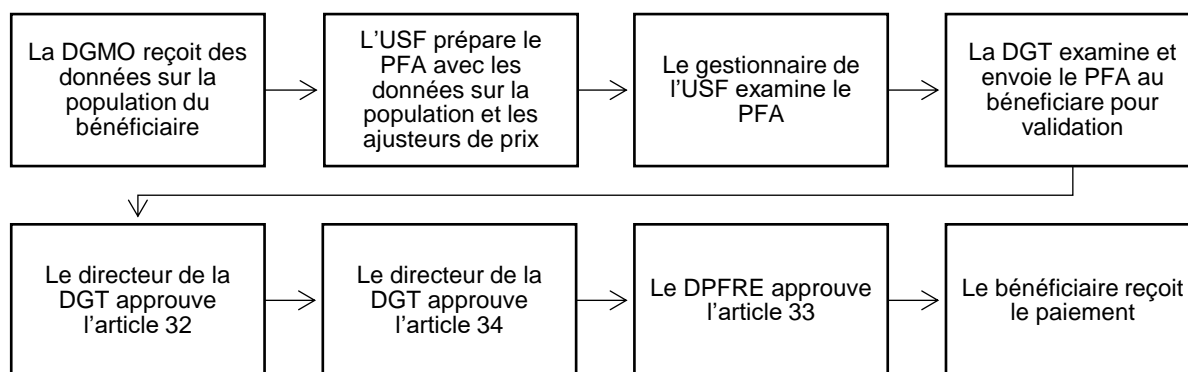 La DGMO reçoit des
données sur la
population du
bénéficiaire
L'USF prépare le
PFA avec les
données sur la
population et les
ajusteurs de prix
Le gestionnaire de
l'USF examine le
PFA
La DGT examine et
envoie le PFA au
béneficiare pour
validation
Le directeur de la
DGT approuve
l'article 32
Le directeur de la
DGT approuve
l'article 34
Le DPFRE approuve
l'article 33
Le bénéficiaire reçoit
le paiement